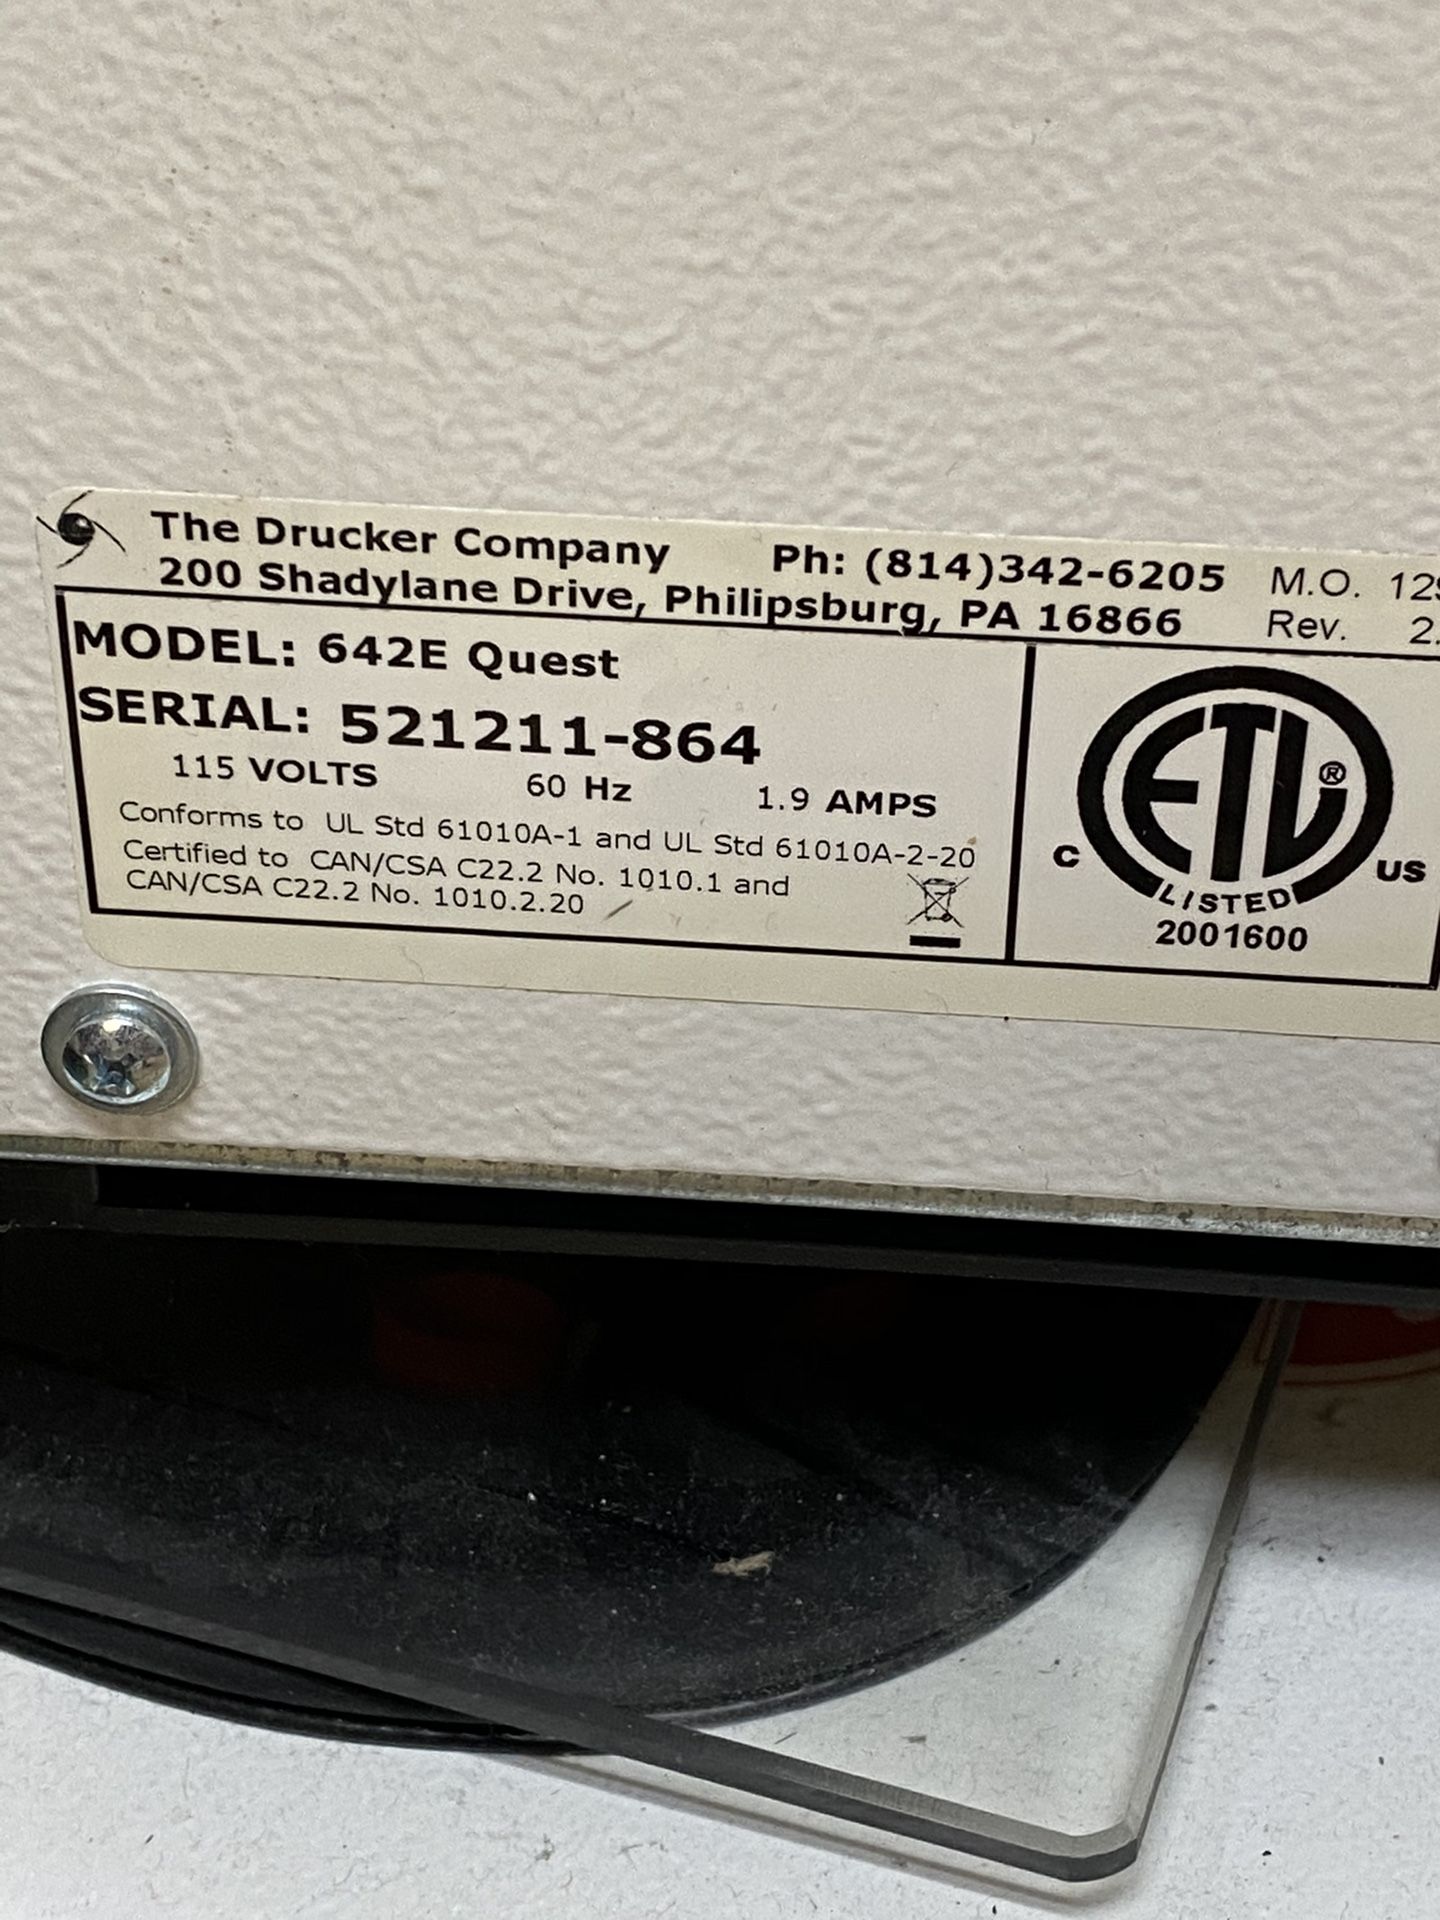 The Drucker Company Ph: (814)342-6205 M.O.
200 Shadylane Drive, Philipsburg, PA 16866 Rev.
MODEL: 642E Quest
SERIAL: 521211-864
115 VOLTS 60 Hz 1.9 AMPS
Conforms to UL Std 61010A-1 and UL Std 61010A-2-20
Certified to CAN/CSA C22.2 No. 1010.1 and
CAN/CSA C22.2 No. 1010.2.20
ETL ®
C US
LISTED
2001600